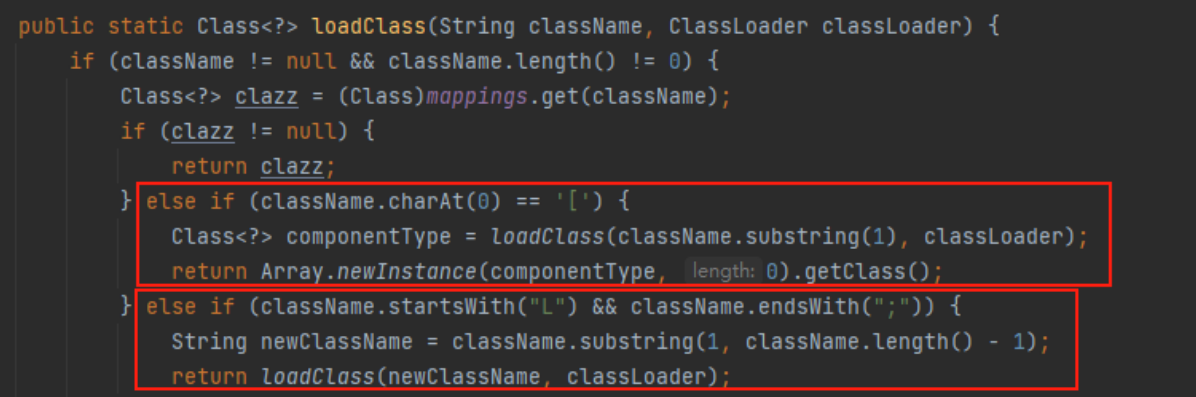 public static Class<?> loadClass(String className, ClassLoader classLoader) {
if (className != null && className.length() != 0) {
Class<?> clazz = (Class)mappings.get(className);
if (clazz != null) {
return clazz;
} else if (className.charAt(0) == '[') {
Class<?> componentType = loadClass(className.substring(1), classLoader);
return Array.newInstance(componentType, length: 0).getClass();
} else if (className.startsWith("L") && className.endsWith(";")) {
String newClassName = className.substring(1, className.length() - 1);
return loadClass(newClassName, classLoader);